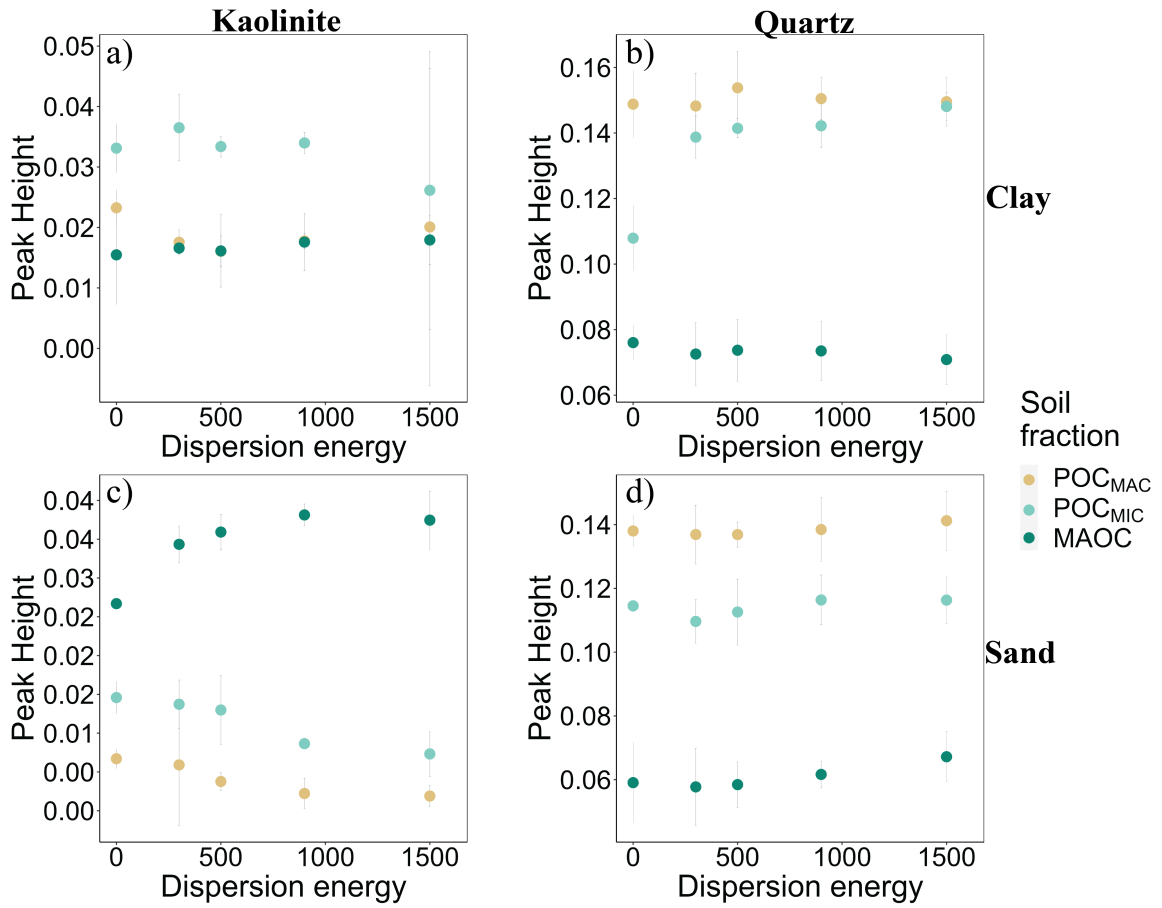 Kaolinite
Quartz
a)
0.05
0.04
0.03
0.02
0.01
0.00
Peak Height
0 500 1000 1500
Dispersion energy
b)
0.16
0.14
0.12
0.10
0.08
0.06
Peak Height
0 500 1000 1500
Dispersion energy
Clay
c)
0.04
0.04
0.03
0.02
0.02
0.02
0.01
0.00
0.00
Peak Height
0 500 1000 1500
Dispersion energy
d)
0.14
0.12
0.10
0.08
0.06
Peak Height
0 500 1000 1500
Dispersion energy
Sand
Soil
fraction
POCMAC
POCMIC
MAOC